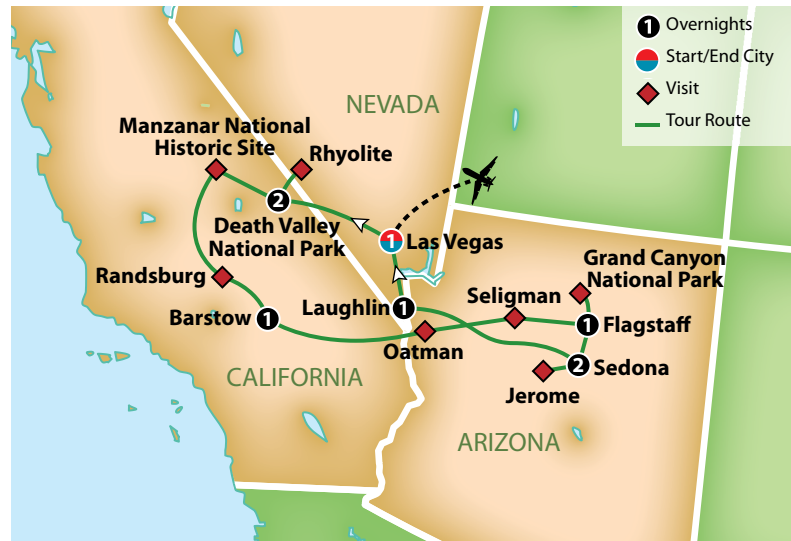 1 Overnights
Start/End City
Visit
Tour Route
NEVADA
Manzanar National
Historic Site
Rhyolite
2
Death Valley
National Park
1 Las Vegas
Grand Canyon
National Park
Randsburg
Seligman
Laughlin 1
Barstow 1
1 Flagstaff
Oatman
2 Sedona
CALIFORNIA
Jerome
ARIZONA